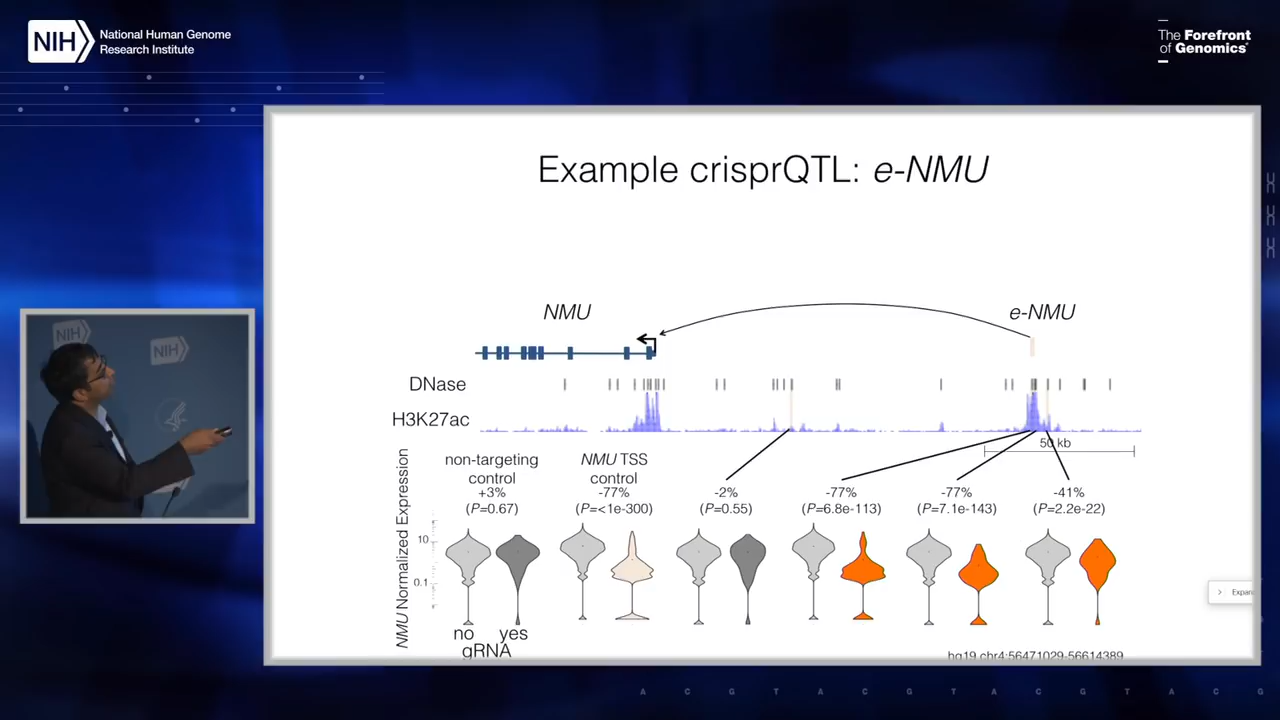 NIH
National Human Genome
Research Institute
The Forefront
of Genomics®
Example crisprQTL: e-NMU
NMU
e-NMU
DNase
H3K27ac
50 kb
NMU Normalized Expression
10
0.1
non-targeting
control
+3%
(P=0.67)
NMU TSS
control
-77%
(P=<1e-300)
-2%
(P=0.55)
-77%
(P=6.8e-113)
-77%
(P=7.1e-143)
-41%
(P=2.2e-22)
no yes
gRNA
hg19 chr4:56471029-56614389
NIH
NIH
A C G T A C G T A C G T A C G